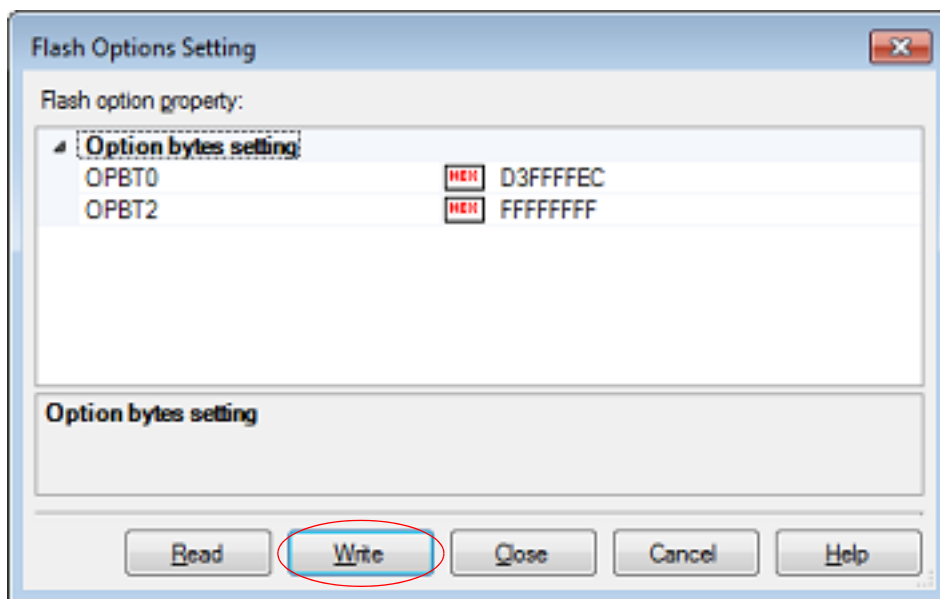 Flash Options Setting
Flash option property:
Option bytes setting
OPBT0 HEX D3FFFFEC
OPBT2 HEX FFFFFFFF
Option bytes setting
Read Write Close Cancel Help